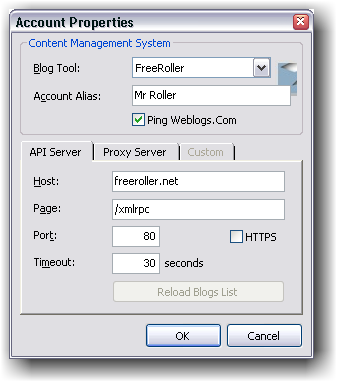 Account Properties
Content Management System
Blog Tool: FreeRoller
Account Alias: Mr Roller
Ping Weblogs.Com
API Server Proxy Server Custom
Host: freeroller.net
Page: /xmlrpc
Port: 80 HTTPS
Timeout: 30 seconds
Reload Blogs List
OK Cancel